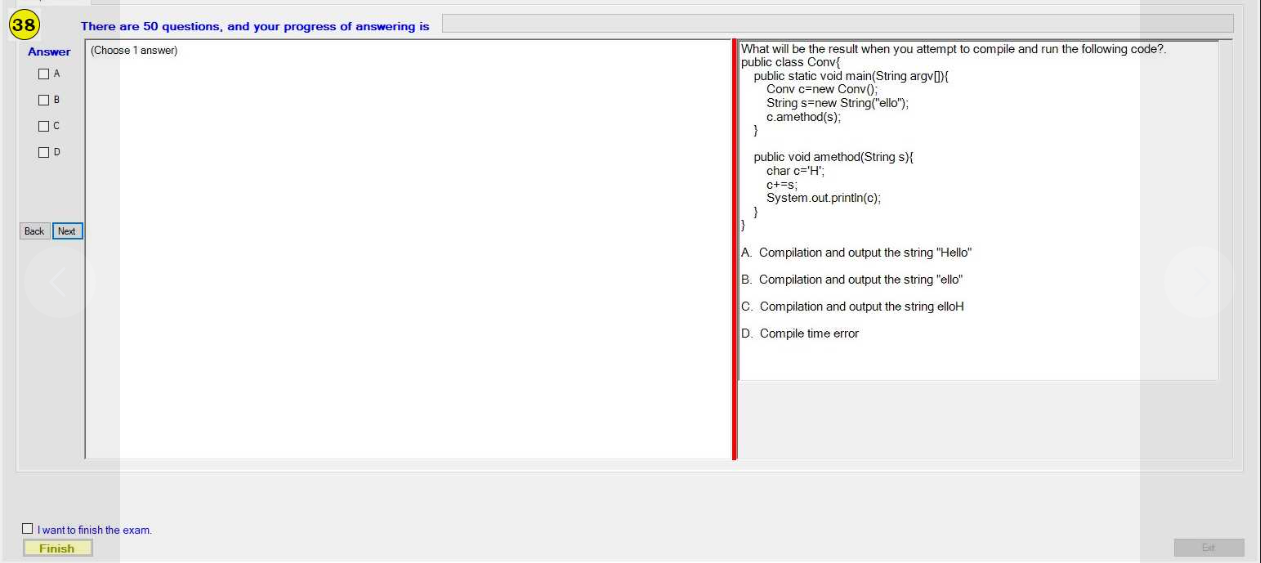 38
There are 50 questions, and your progress of answering is
Answer
(Choose 1 answer)
A
B
C
D
Back Next
What will be the result when you attempt to compile and run the following code?.
public class Conv{
public static void main(String argv[]){
Conv c=new Conv();
String s=new String("ello");
c.amethod(s);
}
public void amethod(String s){
char c='H';
c+=s;
System.out.println(c);
}
}
A. Compilation and output the string "Hello"
B. Compilation and output the string "ello"
C. Compilation and output the string elloH
D. Compile time error
I want to finish the exam.
Finish
Exit